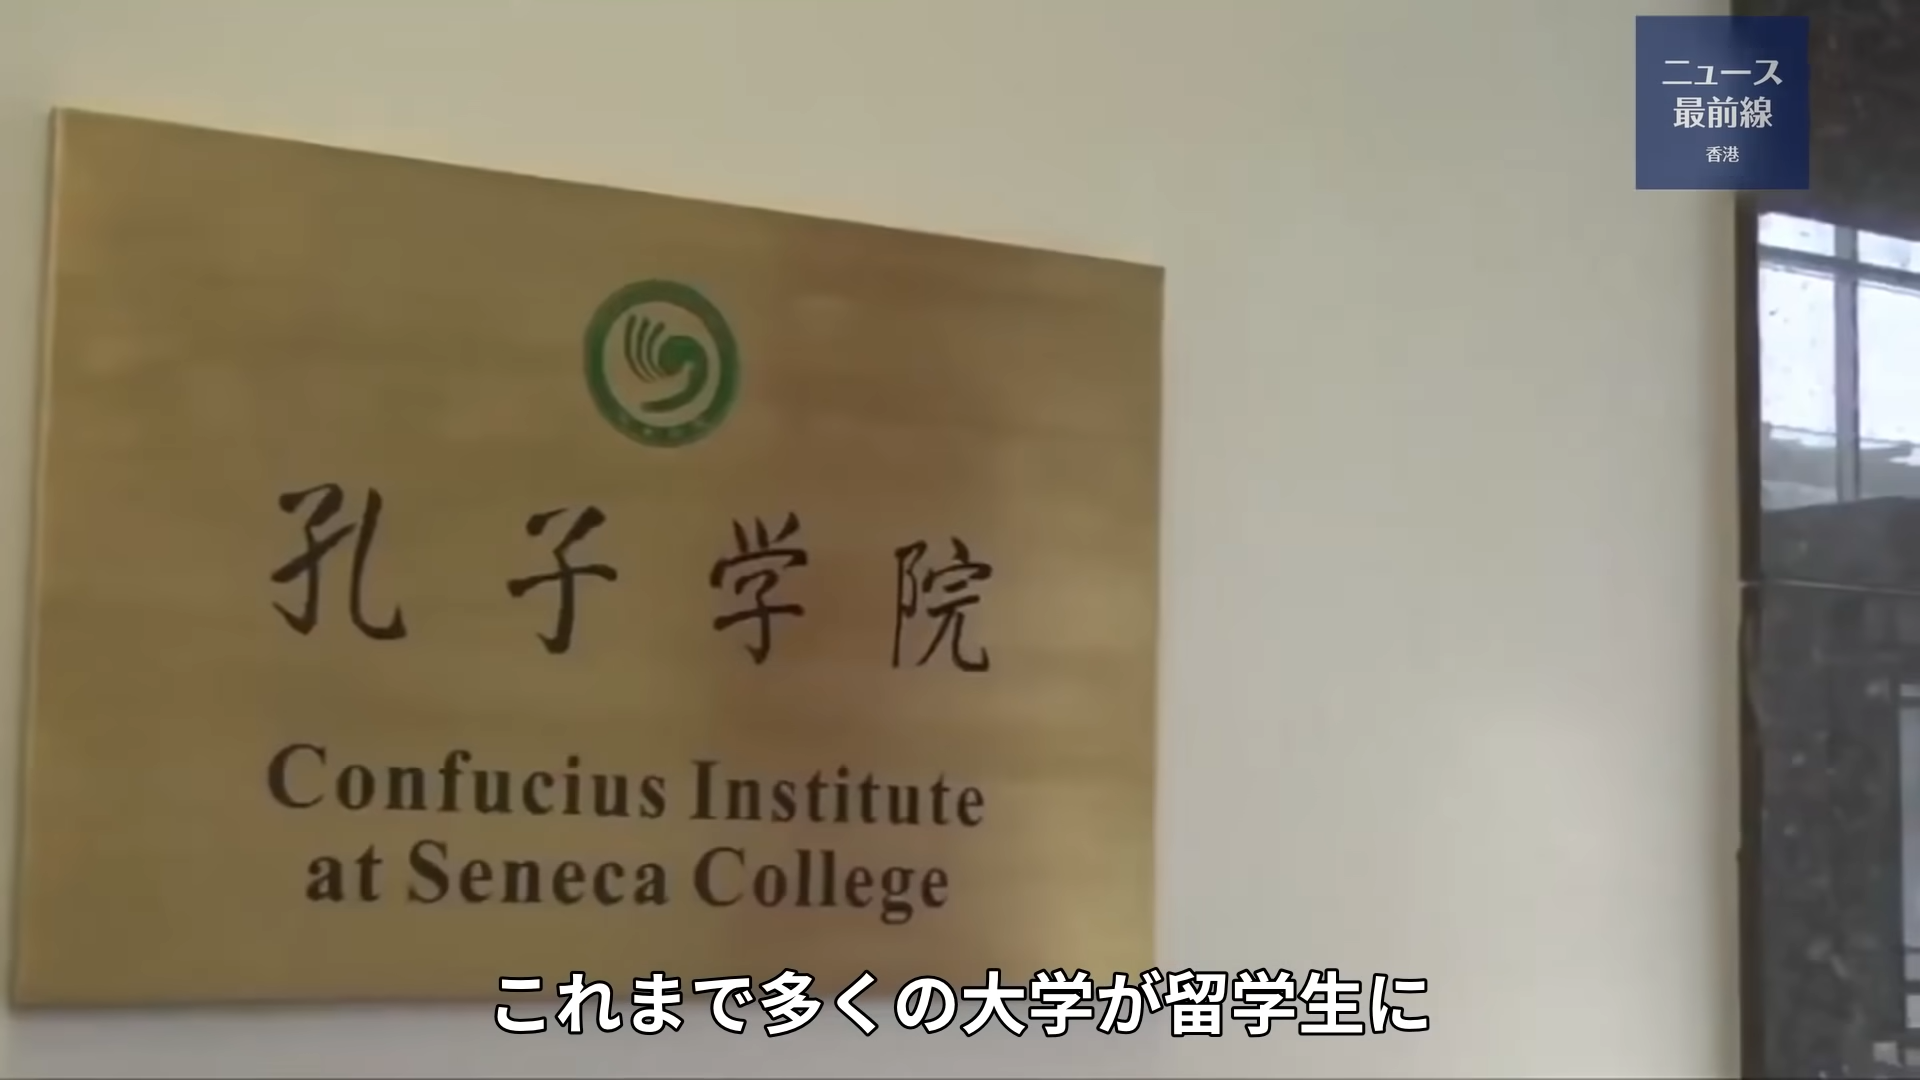 ニュース
最前線
香港
孔子学院
Confucius Institute
at Seneca College
これまで多くの大学が留学生に